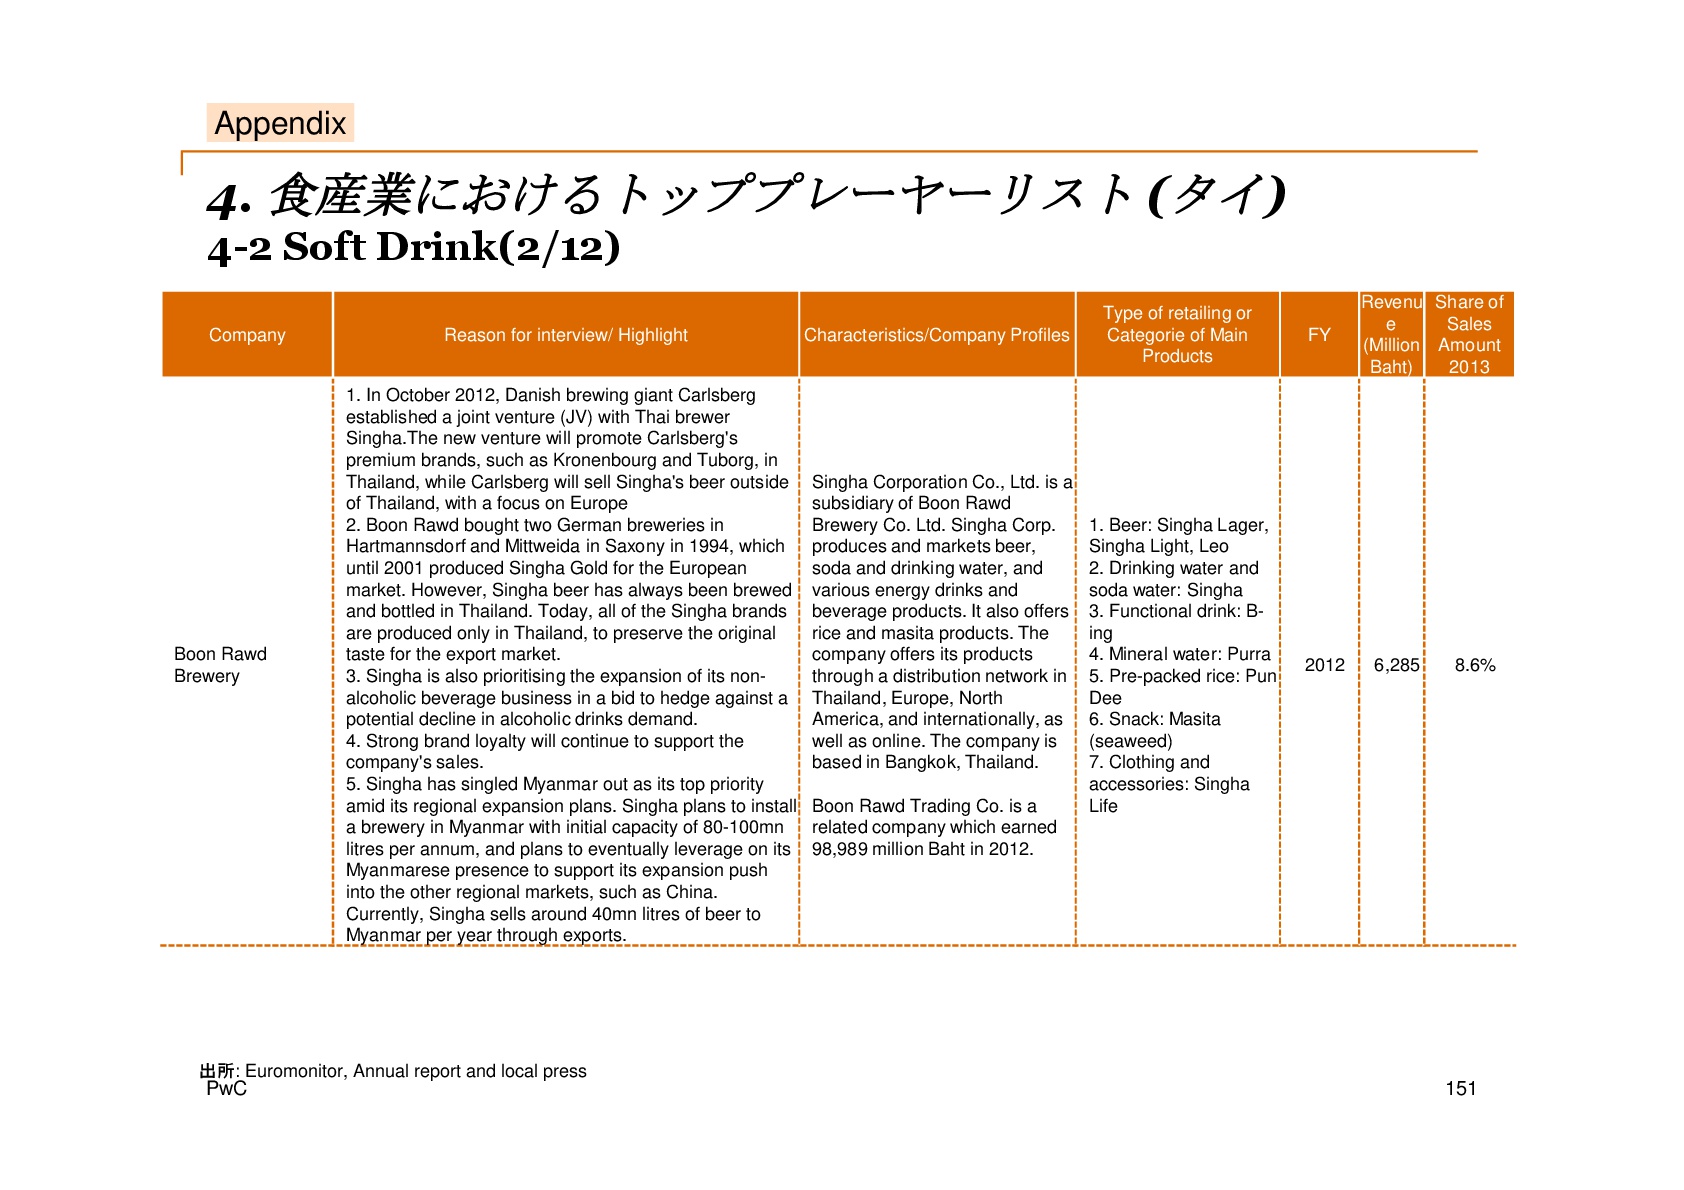 Appendix
4. 食産業におけるトッププレーヤーリスト(タイ)
4-2 Soft Drink(2/12)
Company
Reason for interview/ Highlight
Characteristics/Company Profiles
Type of retailing or
Categorie of Main
Products
FY
Revenu
e
(Million
Baht)
Share of
Sales
Amount
2013
Boon Rawd
Brewery
1. In October 2012, Danish brewing giant Carlsberg
established a joint venture (JV) with Thai brewer
Singha.The new venture will promote Carlsberg's
premium brands, such as Kronenbourg and Tuborg, in
Thailand, while Carlsberg will sell Singha's beer outside
of Thailand, with a focus on Europe
2. Boon Rawd bought two German breweries in
Hartmannsdorf and Mittweida in Saxony in 1994, which
until 2001 produced Singha Gold for the European
market. However, Singha beer has always been brewed
and bottled in Thailand. Today, all of the Singha brands
are produced only in Thailand, to preserve the original
taste for the export market.
3. Singha is also prioritising the expansion of its non-
alcoholic beverage business in a bid to hedge against a
potential decline in alcoholic drinks demand.
4. Strong brand loyalty will continue to support the
company's sales.
5. Singha has singled Myanmar out as its top priority
amid its regional expansion plans. Singha plans to install
a brewery in Myanmar with initial capacity of 80-100mn
litres per annum, and plans to eventually leverage on its
Myanmarese presence to support its expansion push
into the other regional markets, such as China.
Currently, Singha sells around 40mn litres of beer to
Myanmar per year through exports.
Singha Corporation Co., Ltd. is a
subsidiary of Boon Rawd
Brewery Co. Ltd. Singha Corp.
produces and markets beer,
soda and drinking water, and
various energy drinks and
beverage products. It also offers
rice and masita products. The
company offers its products
through a distribution network in
Thailand, Europe, North
America, and internationally, as
well as online. The company is
based in Bangkok, Thailand.
Boon Rawd Trading Co. is a
related company which earned
98,989 million Baht in 2012.
1. Beer: Singha Lager,
Singha Light, Leo
2. Drinking water and
soda water: Singha
3. Functional drink: B-
ing
4. Mineral water: Purra
5. Pre-packed rice: Pun
Dee
6. Snack: Masita
(seaweed)
7. Clothing and
accessories: Singha
Life
2012
6,285
8.6%
出所: Euromonitor, Annual report and local press
PwC
151